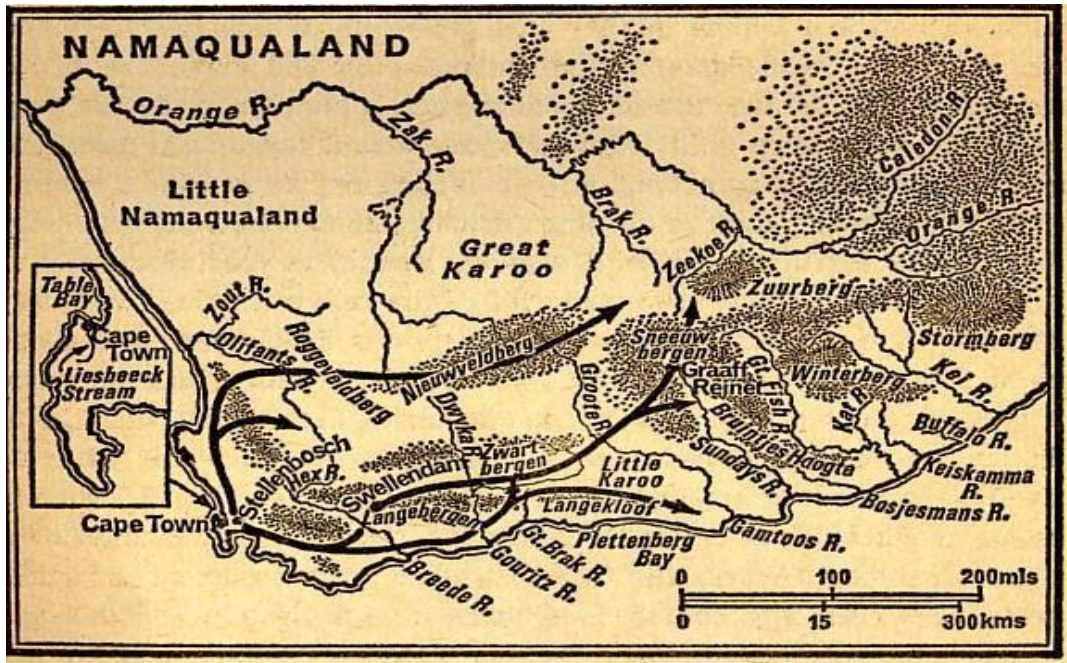 NAMAQUALAND
Orange R.
Zak R.
Little
Namaqualand
Great
Karoo
Brak R.
Zeekoe R.
Caledon R.
Orange R.
Zuurberg
Stormberg
Table
Bay
Cape
Town
Liesbeeck
Stream
Zout R.
Olifants R.
Roggeveldberg
Nieuwveldberg
Sneeuw
bergen
Graaff
Reinet
Gt. Fish R.
Winterberg
Kei R.
Groote R.
Dwyka R.
Kat R.
Buffalo R.
Bruintjes Hoogte
Stellenbosch
Hex R.
Swellendam
Zwart
bergen
Little
Karoo
Sundays R.
Keiskamma
R.
Bosjesmans R.
Cape Town
Langebergen
Langekloof
Gamtoos R.
Plettenberg
Bay
Gt. Brak R.
Gouritz R.
Breede R.
0 100 200mls
0 15 300kms